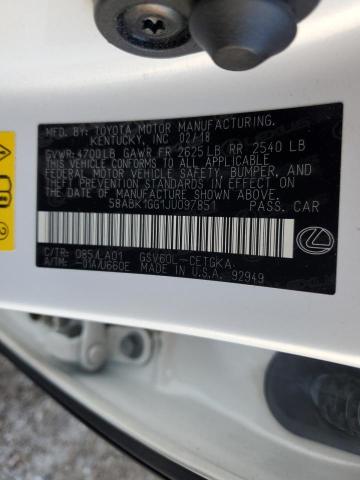 MFD. BY: TOYOTA MOTOR MANUFACTURING,
KENTUCKY, INC 02/18
GVWR: 4700 LB GAWR FR 2625 LB RR 2540 LB
THIS VEHICLE CONFORMS TO ALL APPLICABLE
FEDERAL MOTOR VEHICLE SAFETY, BUMPER, AND
THEFT PREVENTION STANDARDS IN EFFECT ON
THE DATE OF MANUFACTURE SHOWN ABOVE.
58ABK1GG1JU097851 PASS. CAR
C/TR: 085/LA01 GSV60L-CETGKA
A/TM: -01A/U660E MADE IN U.S.A. 92949